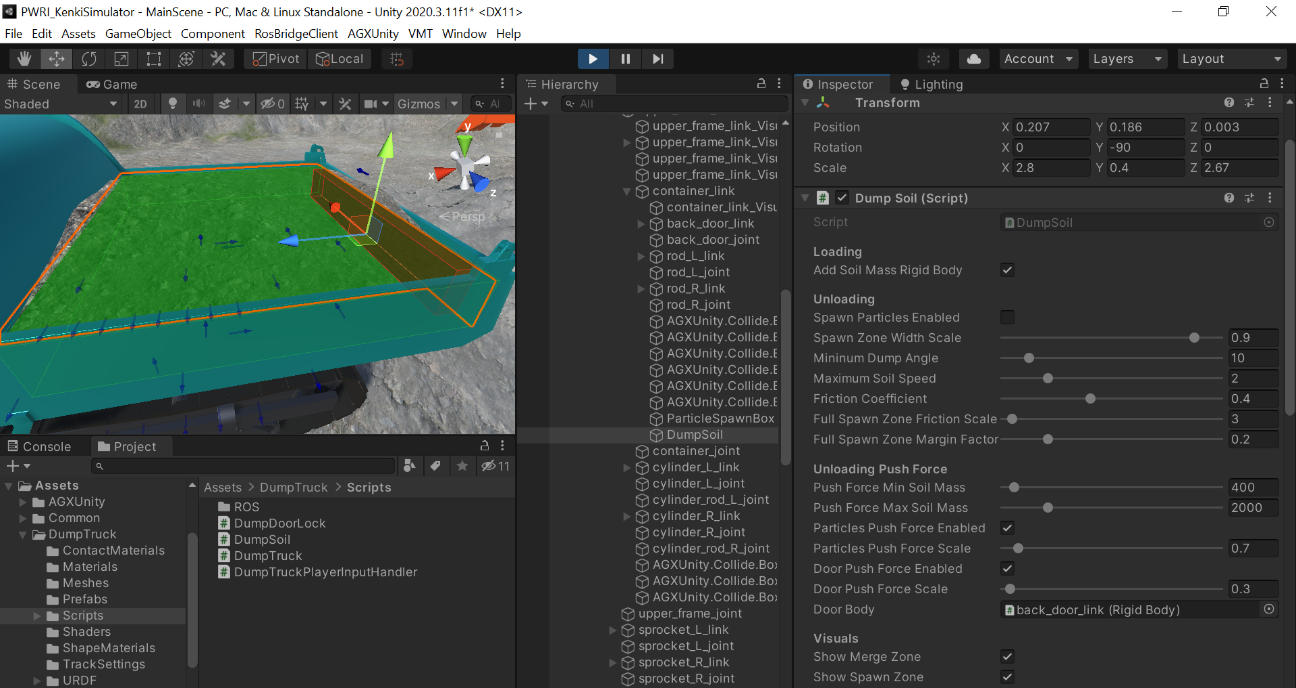 PWRI_KenkiSimulator - MainScene - PC, Mac & Linux Standalone - Unity 2020.3.11f1* <DX11>
File Edit Assets GameObject Component RosBridgeClient AGXUnity VMT Window Help
Pivot Local Account Layers Layout
Scene Game
Shaded 2D 0 Gizmos All
y
x
z
Persp
Hierarchy
All
upper_frame_link_Visu
upper_frame_link_Visu
upper_frame_link_Visu
upper_frame_link_Visu
container_link
container_link_Visu
back_door_link
back_door_joint
rod_L_link
rod_L_joint
rod_R_link
rod_R_joint
AGXUnity.Collide.E
AGXUnity.Collide.E
AGXUnity.Collide.E
AGXUnity.Collide.E
AGXUnity.Collide.E
AGXUnity.Collide.E
ParticleSpawnBox
DumpSoil
container_joint
cylinder_L_link
cylinder_L_joint
cylinder_rod_L_joint
cylinder_R_link
cylinder_R_joint
cylinder_rod_R_joint
AGXUnity.Collide.Box
AGXUnity.Collide.Box
AGXUnity.Collide.Box
upper_frame_joint
sprocket_L_link
sprocket_L_joint
sprocket_R_link
sprocket_R_joint
Console Project
11
Assets
AGXUnity
Common
DumpTruck
ContactMaterials
Materials
Meshes
Prefabs
Scripts
Shaders
ShapeMaterials
TrackSettings
URDF
Assets > DumpTruck > Scripts
ROS
DumpDoorLock
DumpSoil
DumpTruck
DumpTruckPlayerInputHandler
Inspector Lighting
Transform
Position X 0.207 Y 0.186 Z 0.003
Rotation X 0 Y -90 Z 0
Scale X 2.8 Y 0.4 Z 2.67
Dump Soil (Script)
Script DumpSoil
Loading
Add Soil Mass Rigid Body
Unloading
Spawn Particles Enabled
Spawn Zone Width Scale 0.9
Mininum Dump Angle 10
Maximum Soil Speed 2
Friction Coefficient 0.4
Full Spawn Zone Friction Scale 3
Full Spawn Zone Margin Factor 0.2
Unloading Push Force
Push Force Min Soil Mass 400
Push Force Max Soil Mass 2000
Particles Push Force Enabled
Particles Push Force Scale 0.7
Door Push Force Enabled
Door Push Force Scale 0.3
Door Body back_door_link (Rigid Body)
Visuals
Show Merge Zone
Show Spawn Zone